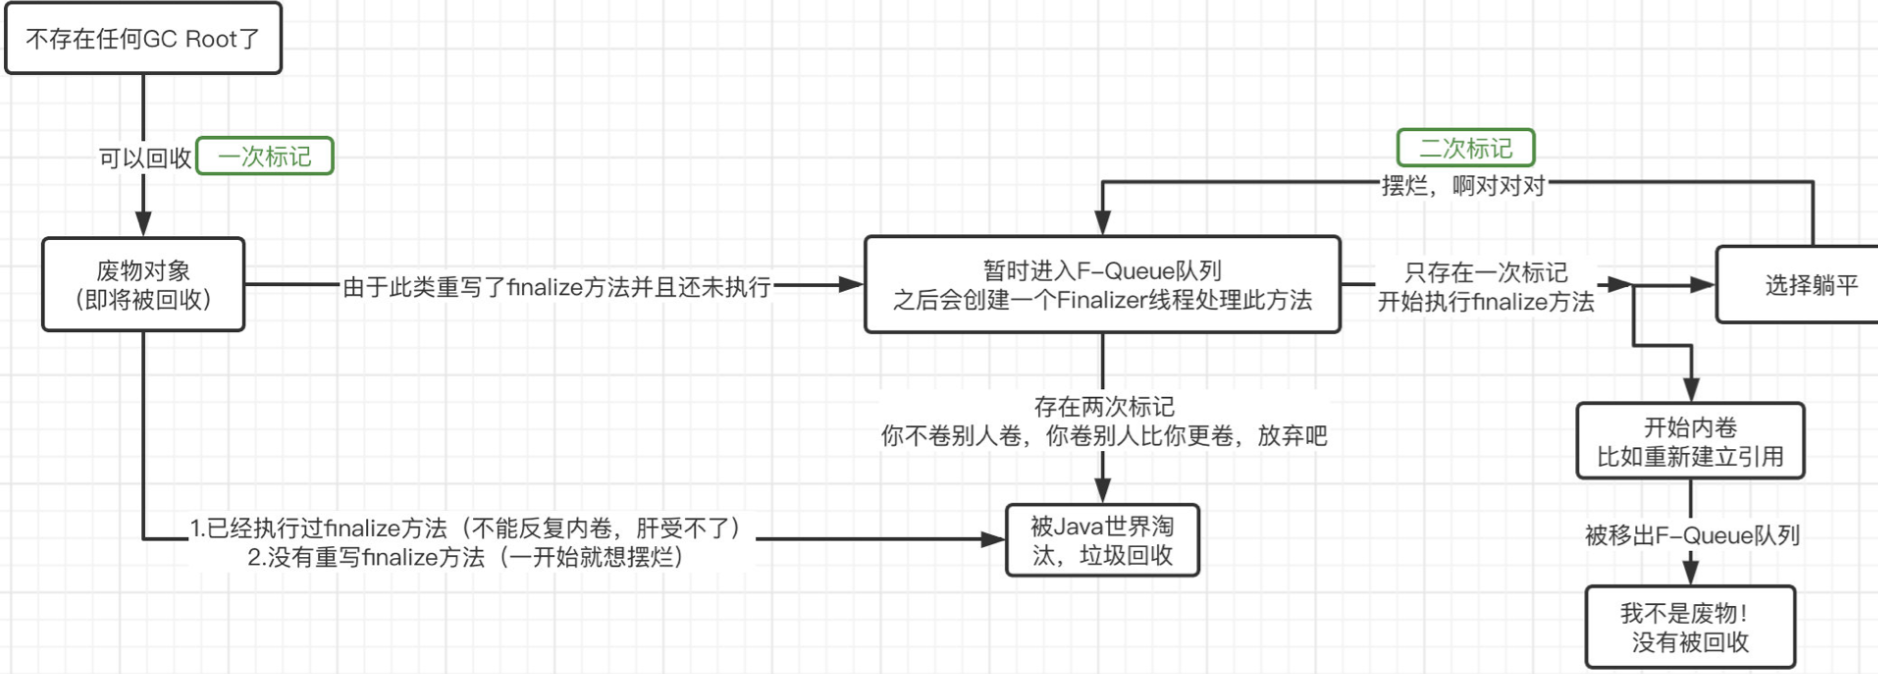 不存在任何GC Root了
可以回收
一次标记
废物对象
（即将被回收）
由于此类重写了finalize方法并且还未执行
二次标记
摆烂，啊对对对
暂时进入F-Queue队列
之后会创建一个Finalizer线程处理此方法
只存在一次标记
开始执行finalize方法
选择躺平
存在两次标记
你不卷别人卷，你卷别人比你更卷，放弃吧
开始内卷
比如重新建立引用
1.已经执行过finalize方法（不能反复内卷，肝受不了）
2.没有重写finalize方法（一开始就想摆烂）
被Java世界淘
汰，垃圾回收
被移出F-Queue队列
我不是废物！
没有被回收